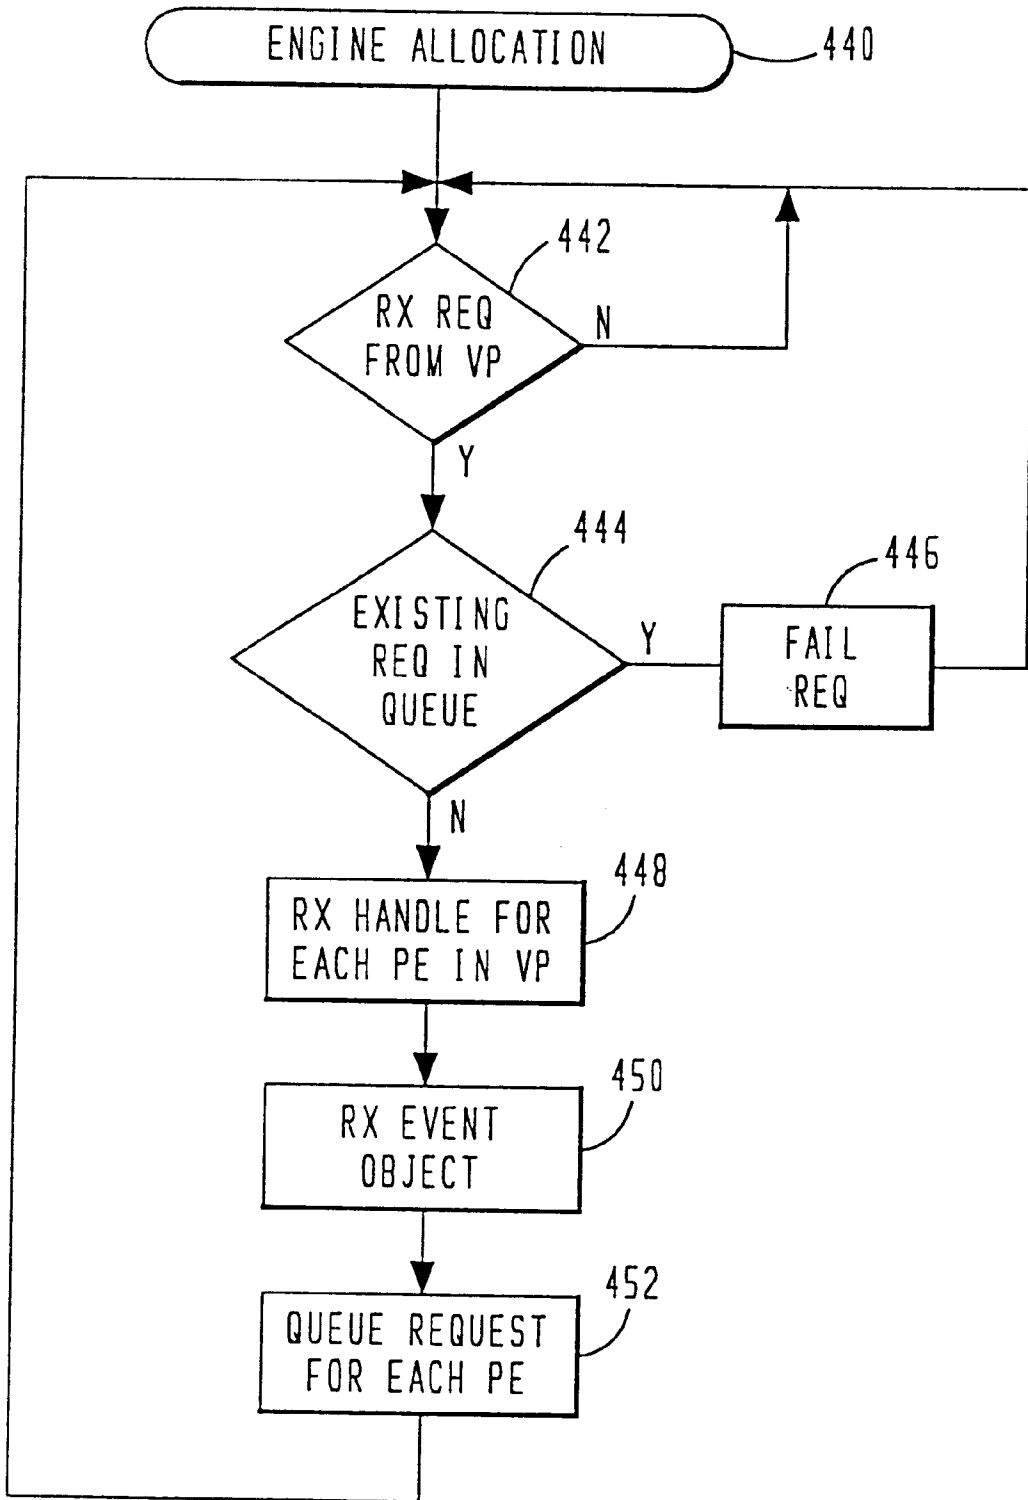 ENGINE ALLOCATION
440
442
RX REQ
FROM VP
N
Y
444
EXISTING
REQ IN
QUEUE
Y
446
FAIL
REQ
N
448
RX HANDLE FOR
EACH PE IN VP
450
RX EVENT
OBJECT
452
QUEUE REQUEST
FOR EACH PE